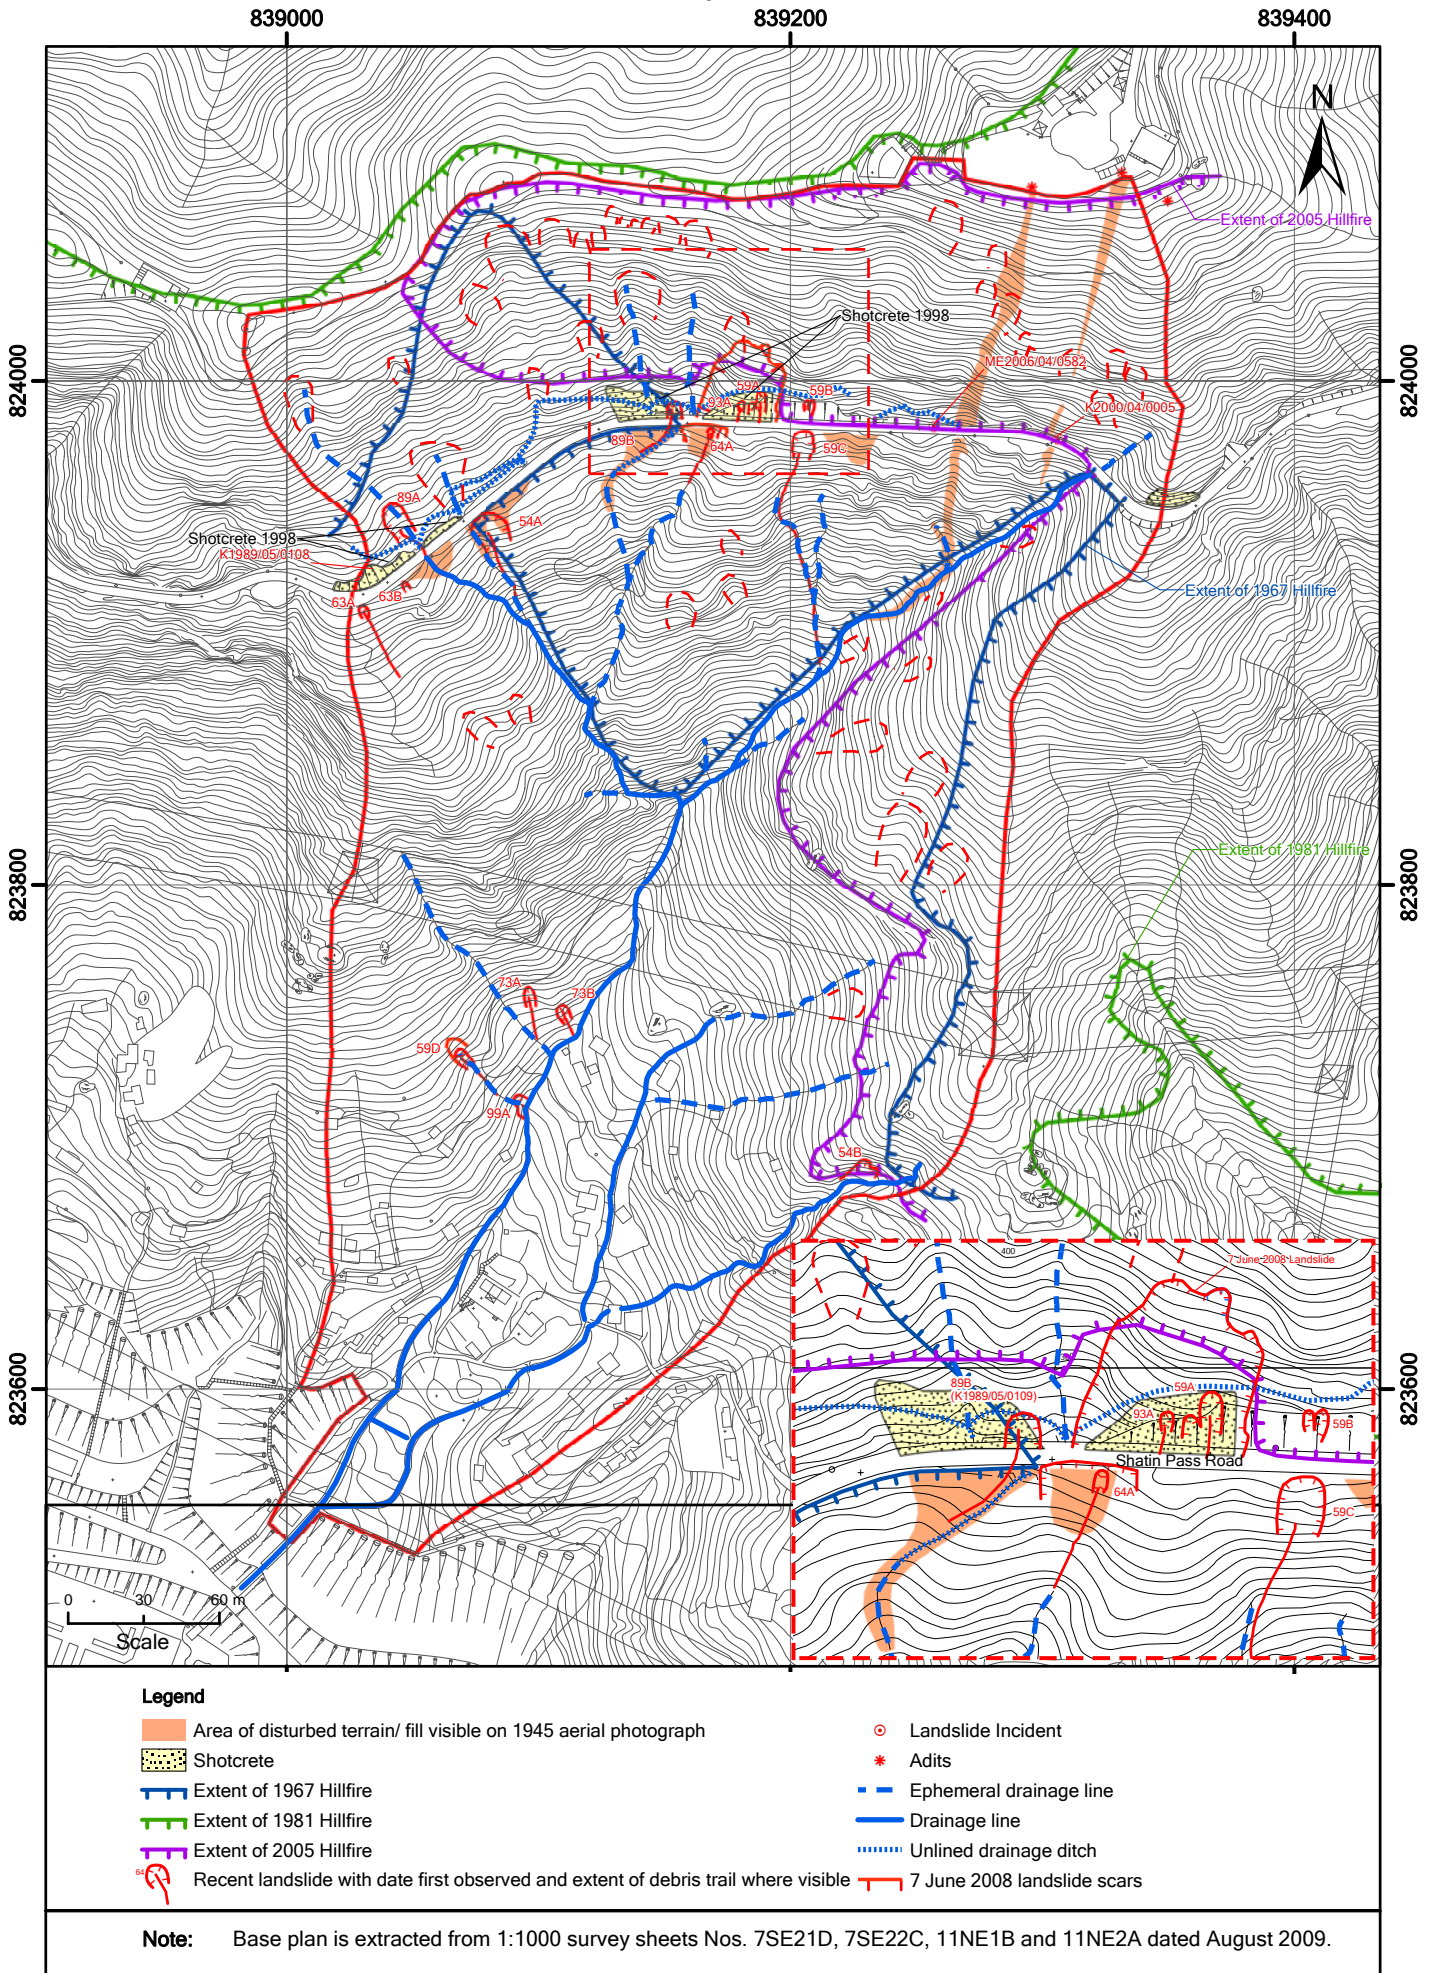 839000
839200
839400
N
Extent of 2005 Hillfire
Shotcrete 1998
ME2006/04/0582
824000
824000
59A
59B
93A
K2000/04/0005
89B
64A
59C
89A
54A
Shotcrete 1998
K1989/05/0108
63A
63B
Extent of 1967 Hillfire
Extent of 1981 Hillfire
823800
823800
73A
73B
59D
99A
54B
400
7 June 2008 Landslide
89B
(K1989/05/0109)
59A
93A
59B
Shatin Pass Road
64A
59C
823600
823600
0
30
60 m
Scale
Legend
Area of disturbed terrain/ fill visible on 1945 aerial photograph
Landslide Incident
Shotcrete
Adits
Extent of 1967 Hillfire
Ephemeral drainage line
Extent of 1981 Hillfire
Drainage line
Extent of 2005 Hillfire
Unlined drainage ditch
64
Recent landslide with date first observed and extent of debris trail where visible
7 June 2008 landslide scars
Note: Base plan is extracted from 1:1000 survey sheets Nos. 7SE21D, 7SE22C, 11NE1B and 11NE2A dated August 2009.